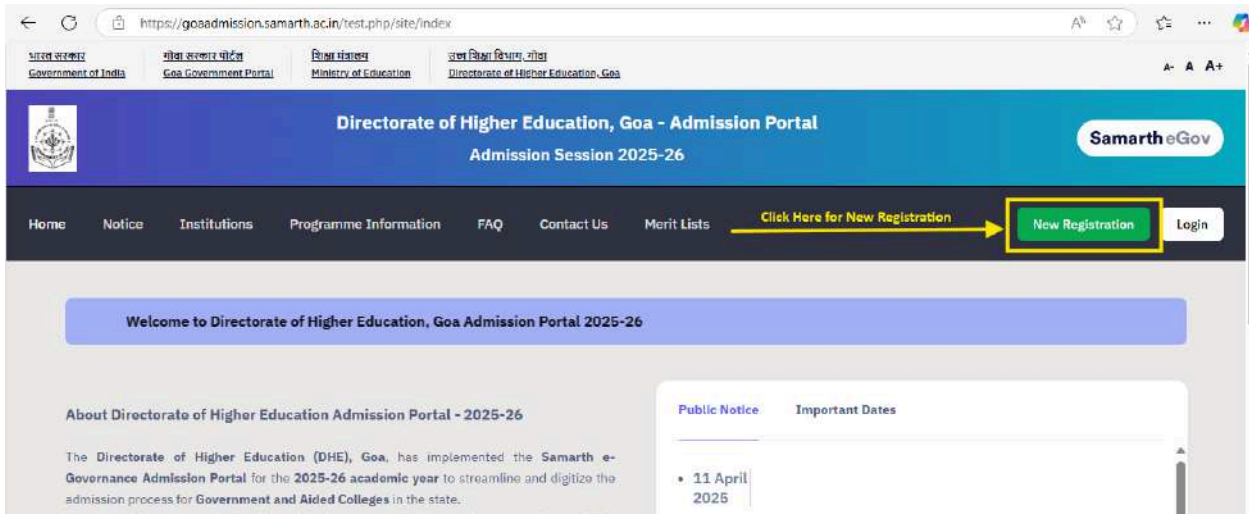 https://goaadmission.samarth.ac.in/test.php/site/index
भारत सरकार
Government of India
गोवा सरकार पोर्टल
Goa Government Portal
शिक्षा मंत्रालय
Ministry of Education
उच्च शिक्षा विभाग, गोवा
Directorate of Higher Education, Goa
A- A A+
Directorate of Higher Education, Goa - Admission Portal
Admission Session 2025-26
Samarth eGov
Home Notice Institutions Programme Information FAQ Contact Us Merit Lists Click Here for New Registration New Registration Login
Welcome to Directorate of Higher Education, Goa Admission Portal 2025-26
About Directorate of Higher Education Admission Portal - 2025-26
The Directorate of Higher Education (DHE), Goa, has implemented the Samarth e-
Governance Admission Portal for the 2025-26 academic year to streamline and digitize the
admission process for Government and Aided Colleges in the state.
Public Notice Important Dates
• 11 April
2025